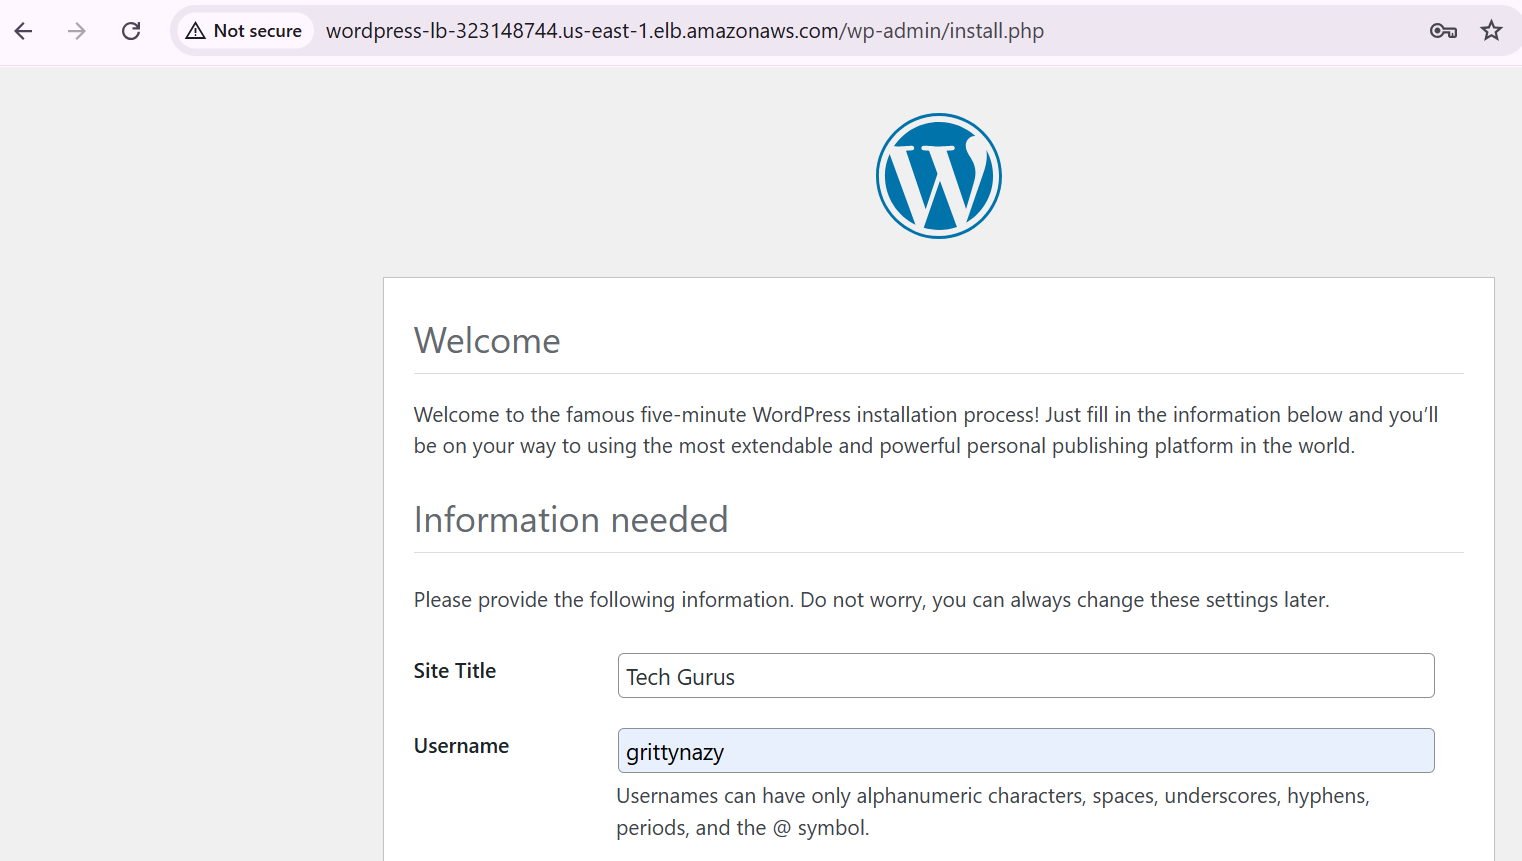 Not secure wordpress-lb-323148744.us-east-1.elb.amazonaws.com/wp-admin/install.php
Welcome
Welcome to the famous five-minute WordPress installation process! Just fill in the information below and you’ll
be on your way to using the most extendable and powerful personal publishing platform in the world.
Information needed
Please provide the following information. Do not worry, you can always change these settings later.
Site Title Tech Gurus
Username grittynazy
Usernames can have only alphanumeric characters, spaces, underscores, hyphens,
periods, and the @ symbol.